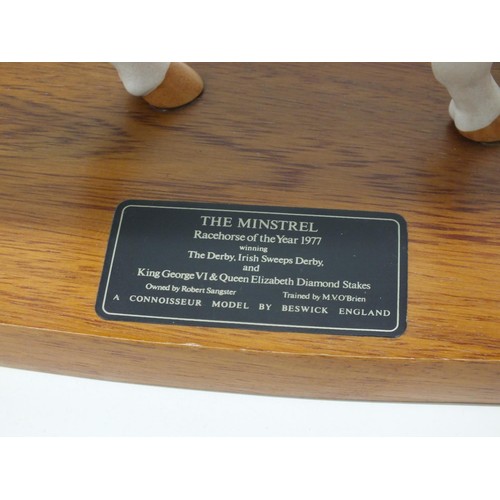 THE MINSTREL
Racehorse of the Year 1977
winning
The Derby, Irish Sweeps Derby,
and
King George VI & Queen Elizabeth Diamond Stakes
Owned by Robert Sangster Trained by M.V.O'Brien
A CONNOISSEUR MODEL BY BESWICK ENGLAND